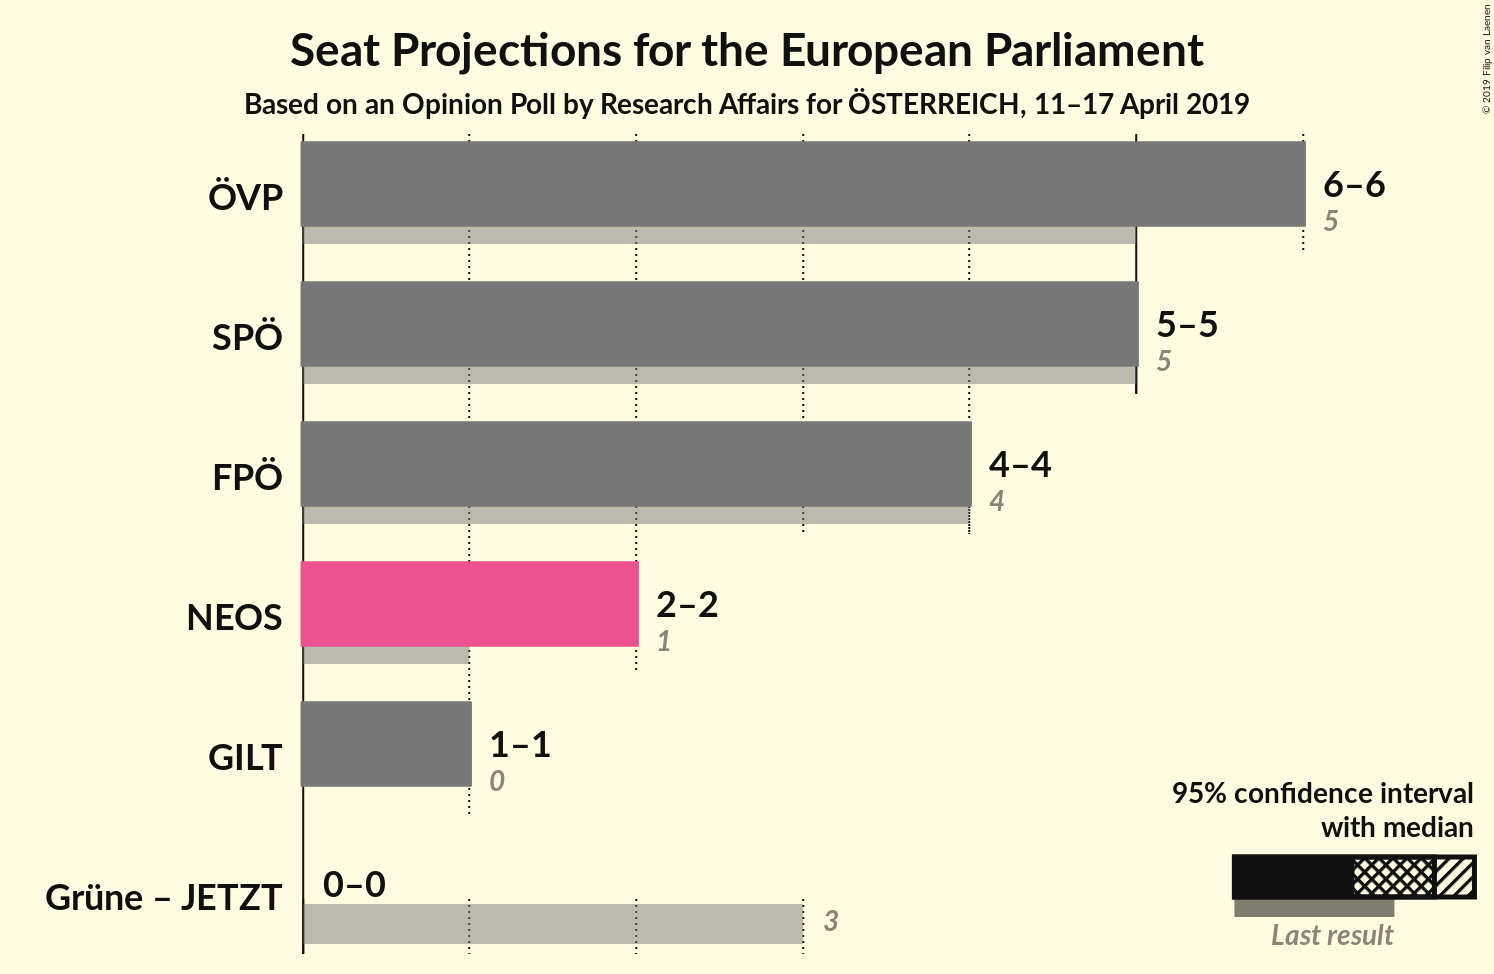 Seat Projections for the European Parliament
Based on an Opinion Poll by Research Affairs for ÖSTERREICH, 11–17 April 2019
© 2019 Filip van Laenen
ÖVP
6–6
5
SPÖ
5–5
5
FPÖ
4–4
4
NEOS
2–2
1
GILT
1–1
0
Grüne – JETZT
0–0
3
95% confidence interval
with median
Last result